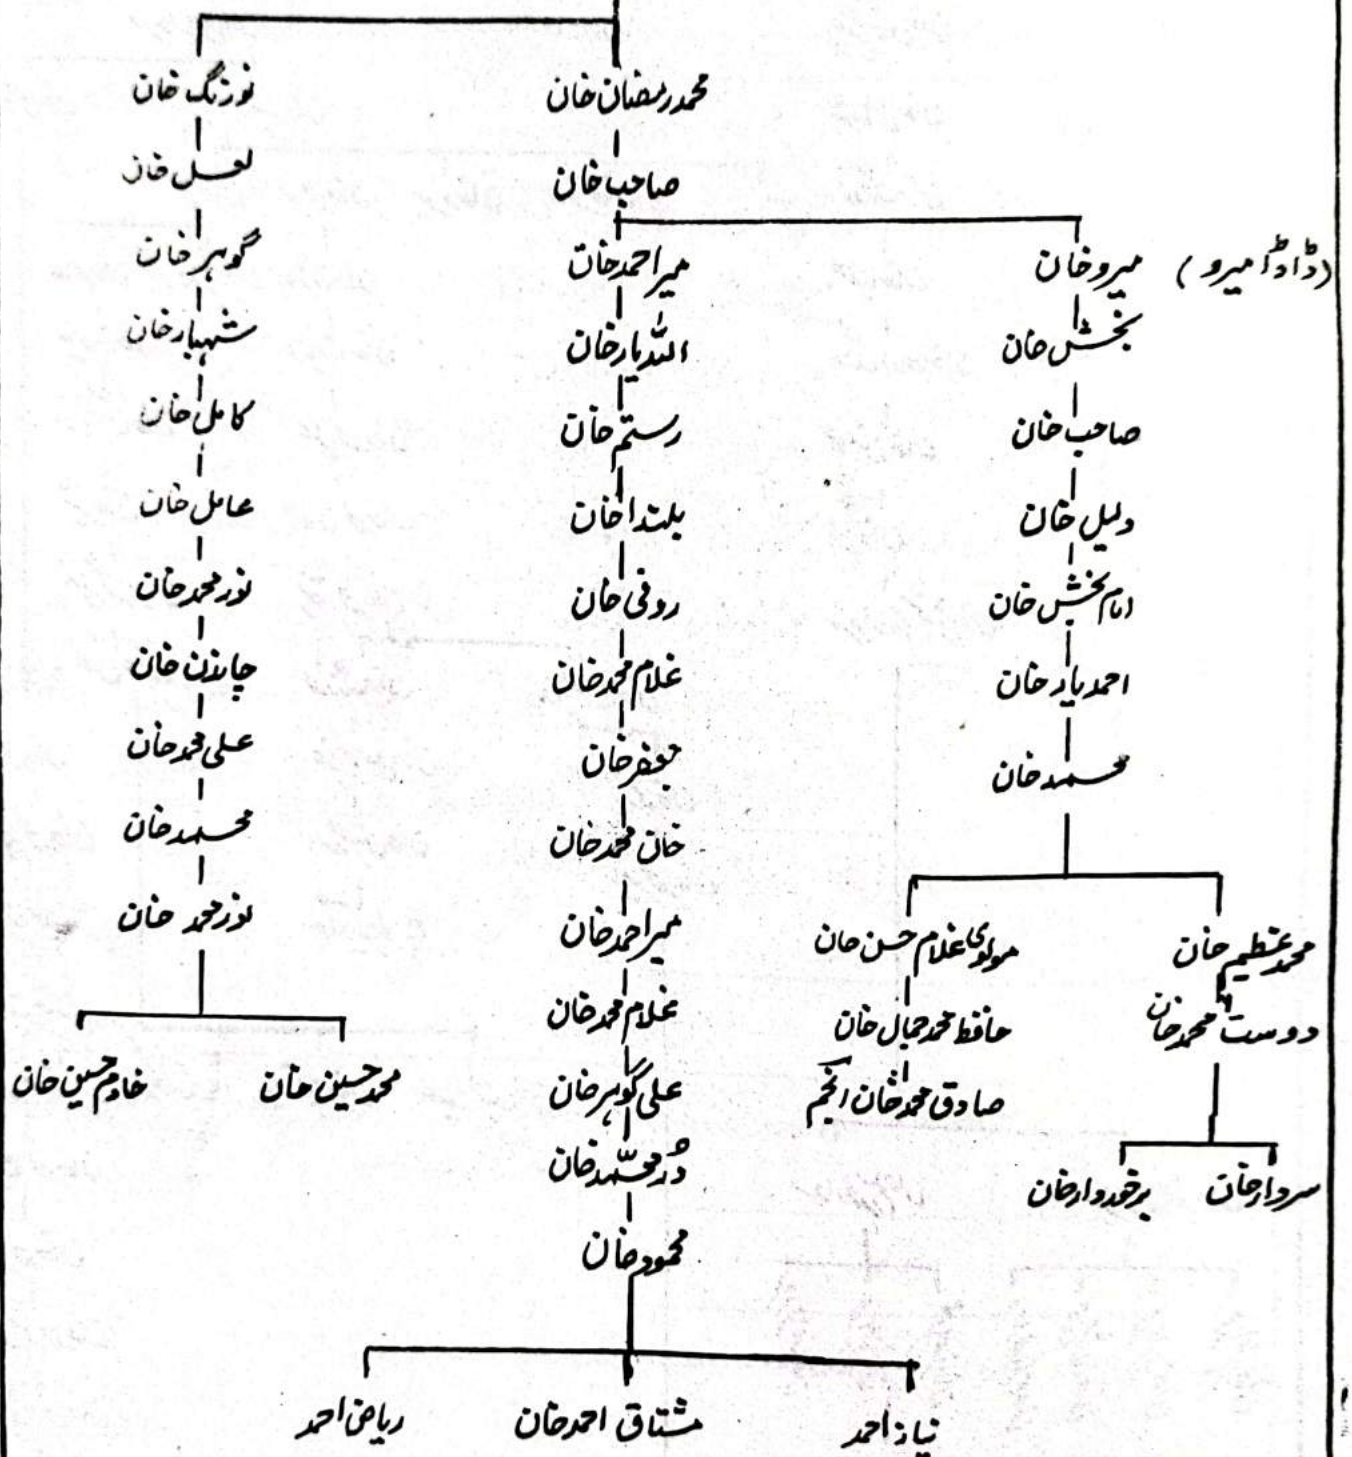 محمد رمضان خان
نورنگ خان
صاحب خان
لعل خان
(داڈا میرو)
میرو خان
میر احمد خان
گوہر خان
بخش خان
اللہ یار خان
شہباز خان
صاحب خان
رستم خان
کامل خان
دلیل خان
بلندا خان
عامل خان
امام بخش خان
روفی خان
نور محمد خان
احمد یار خان
غلام محمد خان
چاندن خان
محمد خان
جعفر خان
علی محمد خان
خان محمد خان
محمد خان
محمد عظیم خان
مولوی غلام حسن خان
میر احمد خان
نور محمد خان
دوست محمد خان
حافظ محمد جمال خان
غلام محمد خان
صادق محمد خان انجم
علی گوہر خان
محمد حسین خان
خادم حسین خان
سردار خان
برخوردار خان
در محمد خان
محمود خان
نیاز احمد
مشتاق احمد خان
ریاض احمد